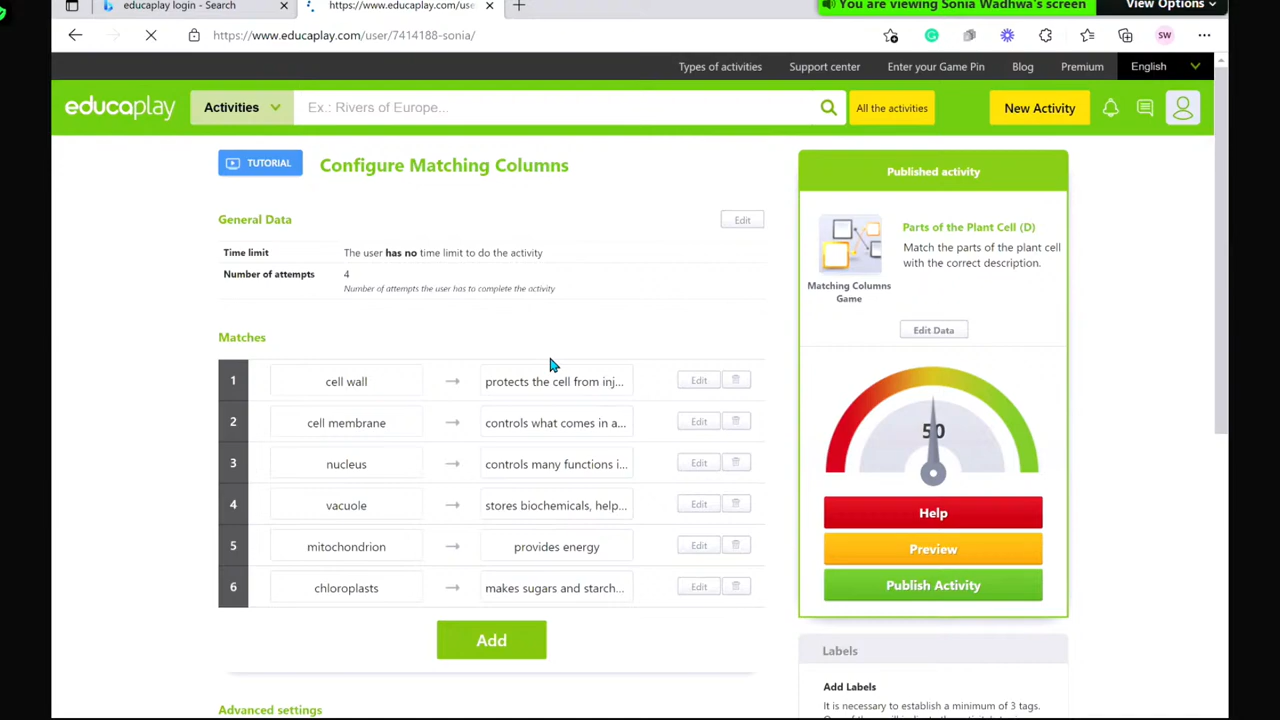 educaplay login - Search
https://www.educaplay.com/use
You are viewing Sonia Wadhwa's screen
View Options
https://www.educaplay.com/user/7414188-sonia/
SW
Types of activities
Support center
Enter your Game Pin
Blog
Premium
English
educaplay
Activities
Ex.: Rivers of Europe...
All the activities
New Activity
TUTORIAL
Configure Matching Columns
General Data
Edit
Time limit
The user has no time limit to do the activity
Number of attempts
4
Number of attempts the user has to complete the activity
Matches
1 cell wall → protects the cell from inj... Edit
2 cell membrane → controls what comes in a... Edit
3 nucleus → controls many functions i... Edit
4 vacuole → stores biochemicals, help... Edit
5 mitochondrion → provides energy Edit
6 chloroplasts → makes sugars and starch... Edit
Add
Advanced settings
Published activity
Parts of the Plant Cell (D)
Match the parts of the plant cell
with the correct description.
Matching Columns
Game
Edit Data
50
Help
Preview
Publish Activity
Labels
Add Labels
It is necessary to establish a minimum of 3 tags.